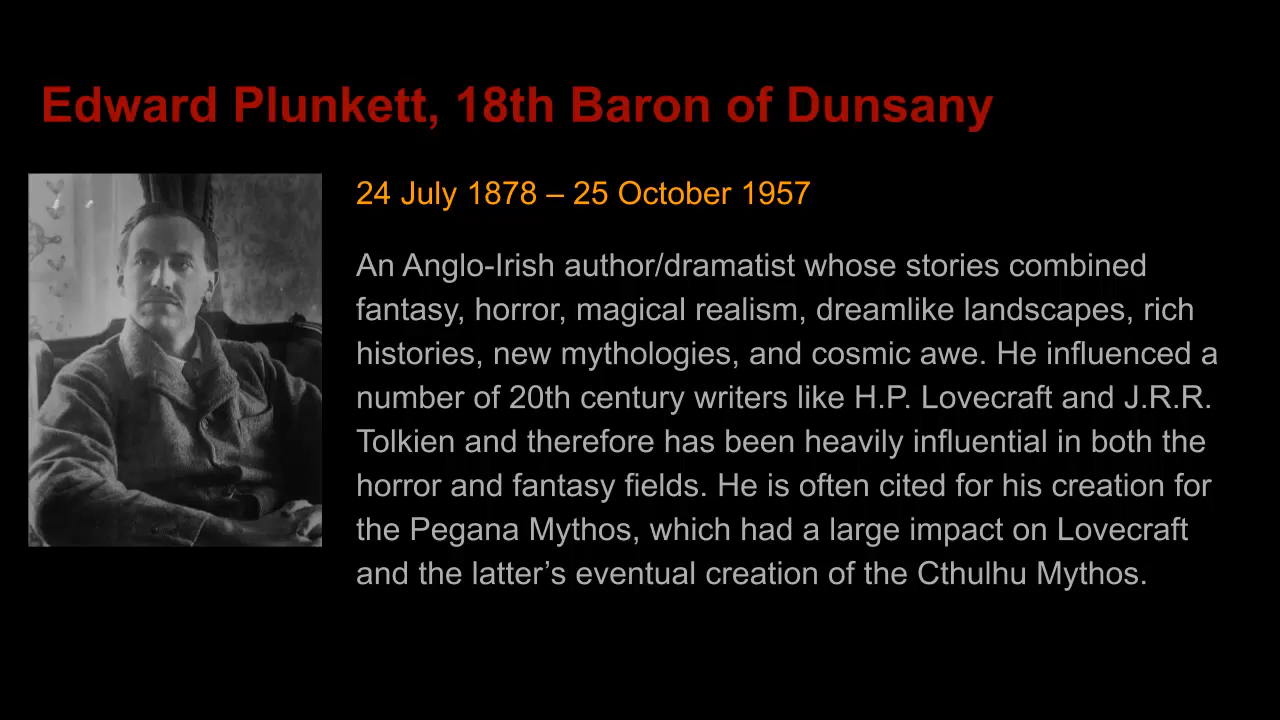 Edward Plunkett, 18th Baron of Dunsany
24 July 1878 – 25 October 1957
An Anglo-Irish author/dramatist whose stories combined
fantasy, horror, magical realism, dreamlike landscapes, rich
histories, new mythologies, and cosmic awe. He influenced a
number of 20th century writers like H.P. Lovecraft and J.R.R.
Tolkien and therefore has been heavily influential in both the
horror and fantasy fields. He is often cited for his creation for
the Pegana Mythos, which had a large impact on Lovecraft
and the latter’s eventual creation of the Cthulhu Mythos.